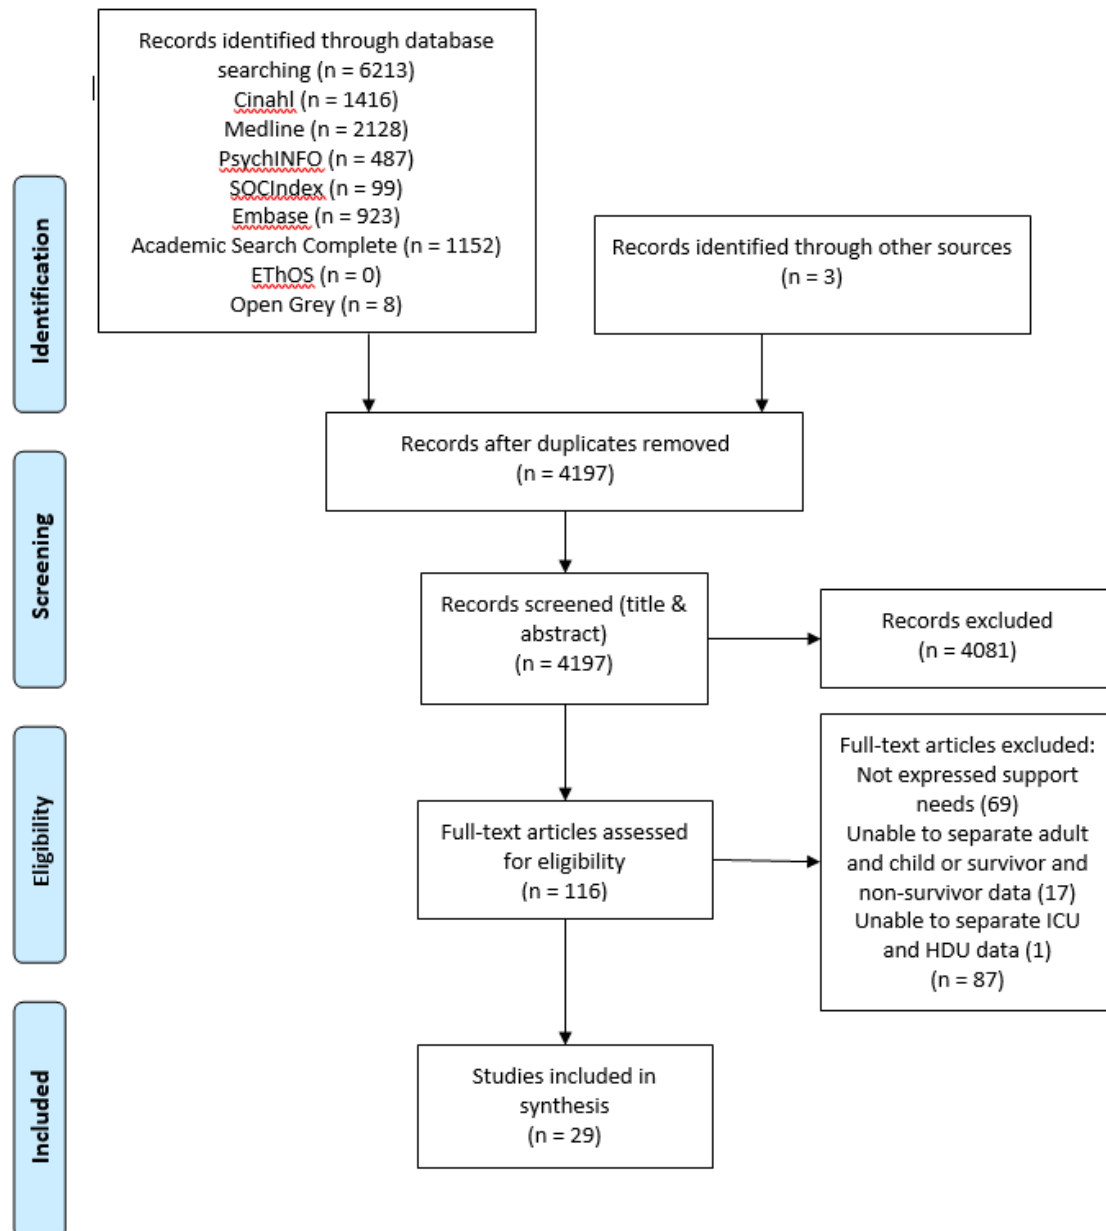 Records identified through database
searching (n = 6213)
Cinahl (n = 1416)
Medline (n = 2128)
PsychINFO (n = 487)
SOCIndex (n = 99)
Embase (n = 923)
Academic Search Complete (n = 1152)
EThOS (n = 0)
Open Grey (n = 8)
Records identified through other sources
(n = 3)
Identification
Records after duplicates removed
(n = 4197)
Screening
Records screened (title &
abstract)
(n = 4197)
Records excluded
(n = 4081)
Eligibility
Full-text articles assessed
for eligibility
(n = 116)
Full-text articles excluded:
Not expressed support
needs (69)
Unable to separate adult
and child or survivor and
non-survivor data (17)
Unable to separate ICU
and HDU data (1)
(n = 87)
Included
Studies included in
synthesis
(n = 29)